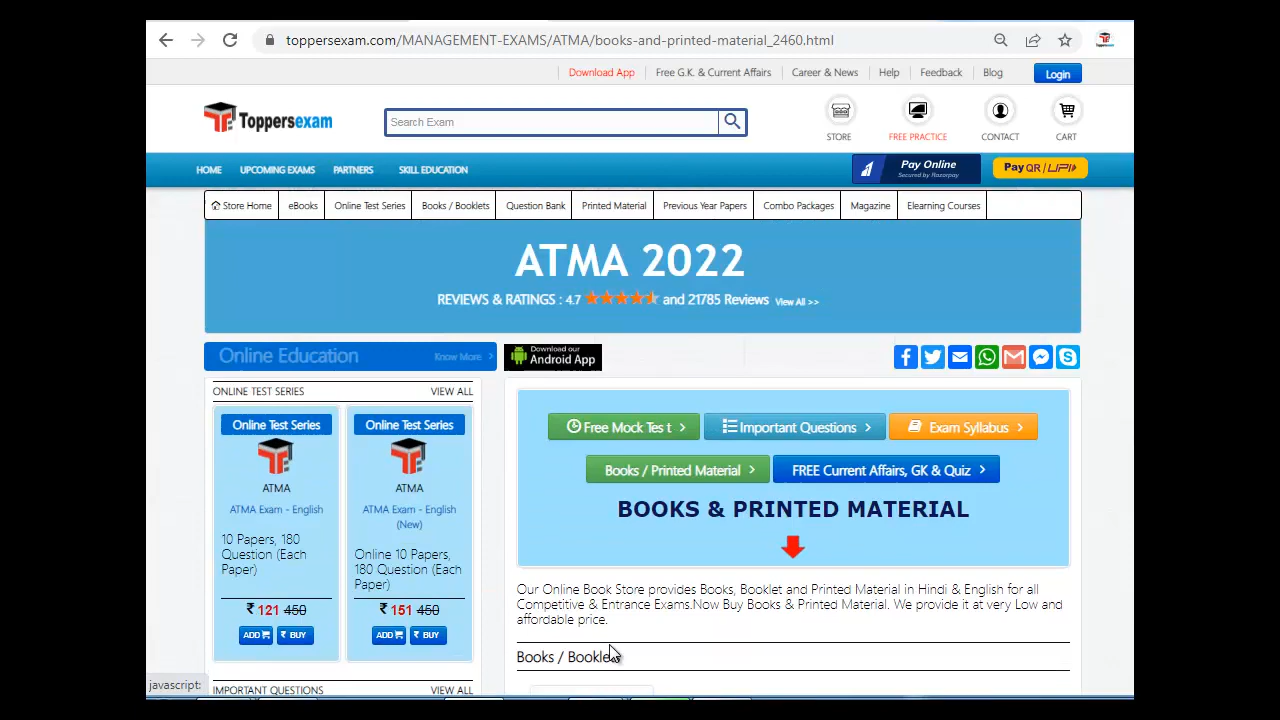 toppersexam.com/MANAGEMENT-EXAMS/ATMA/books-and-printed-material_2460.html
Download App
Free G.K. & Current Affairs
Career & News
Help
Feedback
Blog
Login
Toppersexam
Search Exam
STORE
FREE PRACTICE
CONTACT
CART
HOME
UPCOMING EXAMS
PARTNERS
SKILL EDUCATION
Pay Online
Secured by Razorpay
Pay QR / UPI
Store Home
eBooks
Online Test Series
Books / Booklets
Question Bank
Printed Material
Previous Year Papers
Combo Packages
Magazine
Elearning Courses
ATMA 2022
REVIEWS & RATINGS : 4.7 and 21785 Reviews View All >>
Online Education
Know More >
Download our
Android App
ONLINE TEST SERIES
VIEW ALL
Online Test Series
ATMA
ATMA Exam - English
10 Papers, 180
Question (Each
Paper)
₹ 121 450
ADD
₹ BUY
Online Test Series
ATMA
ATMA Exam - English
(New)
Online 10 Papers,
180 Question (Each
Paper)
₹ 151 450
ADD
₹ BUY
IMPORTANT QUESTIONS
VIEW ALL
Free Mock Tes t >
Important Questions >
Exam Syllabus >
Books / Printed Material >
FREE Current Affairs, GK & Quiz >
BOOKS & PRINTED MATERIAL
Our Online Book Store provides Books, Booklet and Printed Material in Hindi & English for all
Competitive & Entrance Exams.Now Buy Books & Printed Material. We provide it at very Low and
affordable price.
Books / Booklet
javascript: